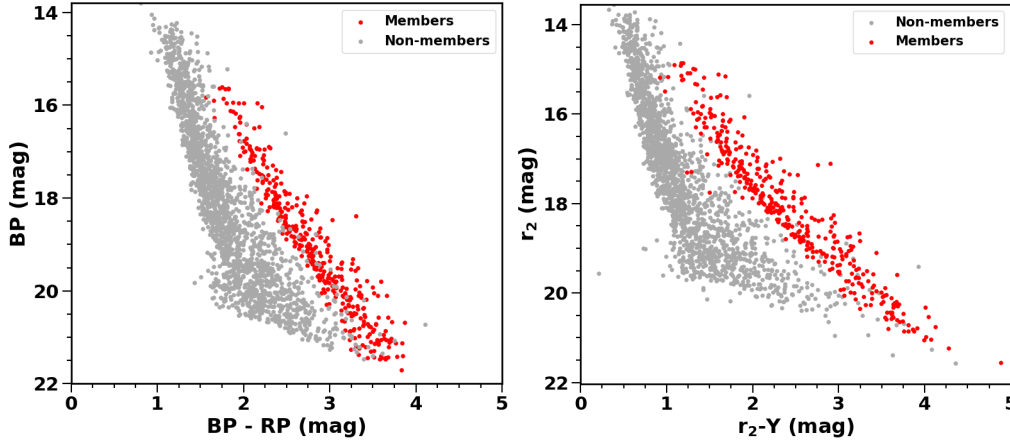 14
16
18
20
22
BP (mag)
0
1
2
3
4
5
BP - RP (mag)
Members
Non-members
14
16
18
20
22
r₂ (mag)
0
1
2
3
4
5
r₂-Y (mag)
Non-members
Members